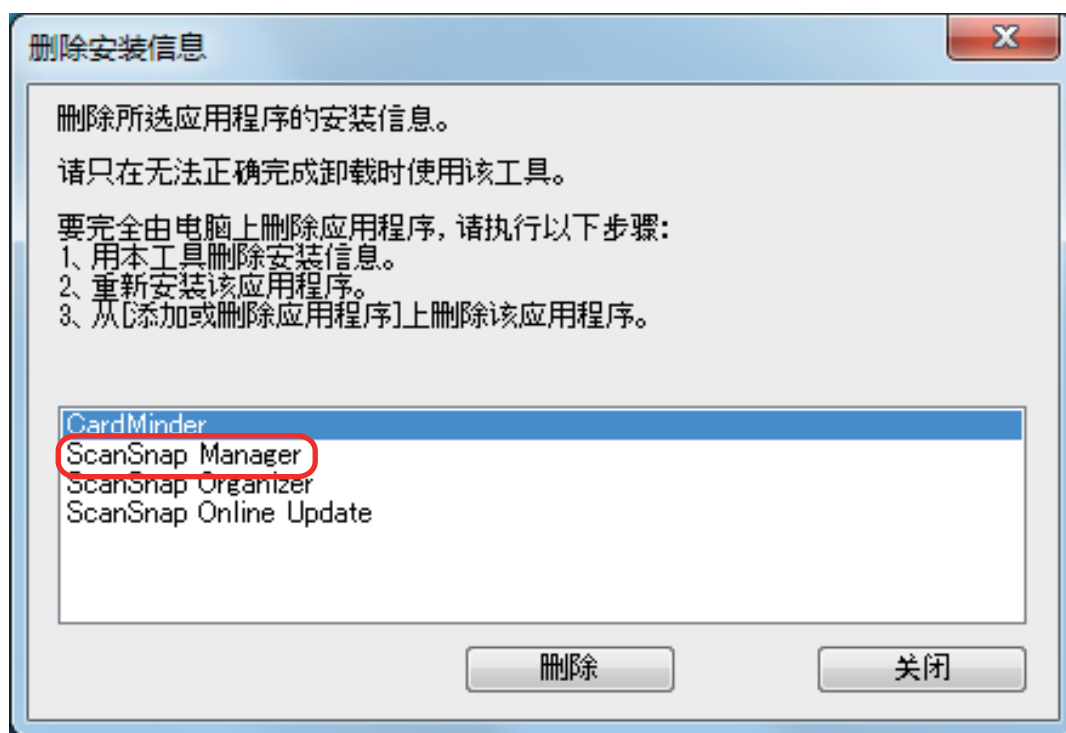 删除安装信息
删除所选应用程序的安装信息。
请只在无法正确完成卸载时使用该工具。
要完全由电脑上删除应用程序, 请执行以下步骤:
1、用本工具删除安装信息。
2、重新安装该应用程序。
3、从[添加或删除应用程序]上删除该应用程序。
CardMinder
ScanSnap Manager
ScanSnap Organizer
ScanSnap Online Update
删除
关闭